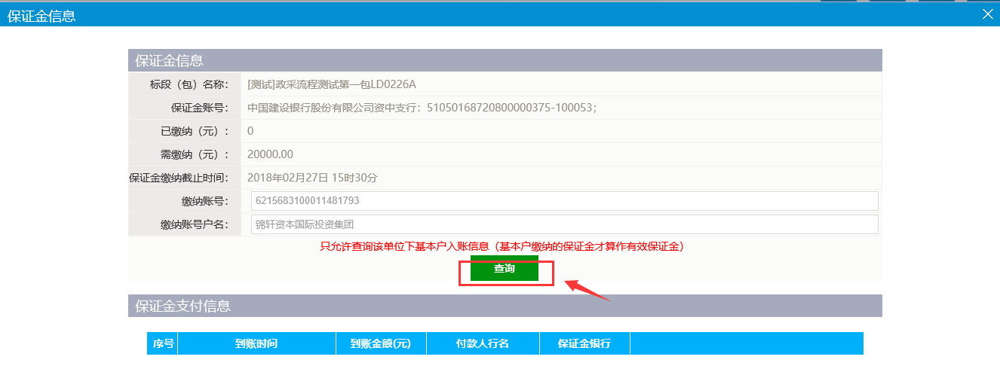 保证金信息
保证金信息
标段（包）名称： [测试]政采流程测试第一包LD0226A
保证金账号： 中国建设银行股份有限公司资中支行：51050168720800000375-100053;
已缴纳（元）： 0
需缴纳（元）： 20000.00
保证金缴纳截止时间： 2018年02月27日 15时30分
缴纳账号： 6215683100011481793
缴纳账号户名： 锦轩资本国际投资集团
只允许查询该单位下基本户入账信息（基本户缴纳的保证金才算作有效保证金）
查询
保证金支付信息
序号 到账时间 到账金额(元) 付款人行名 保证金银行